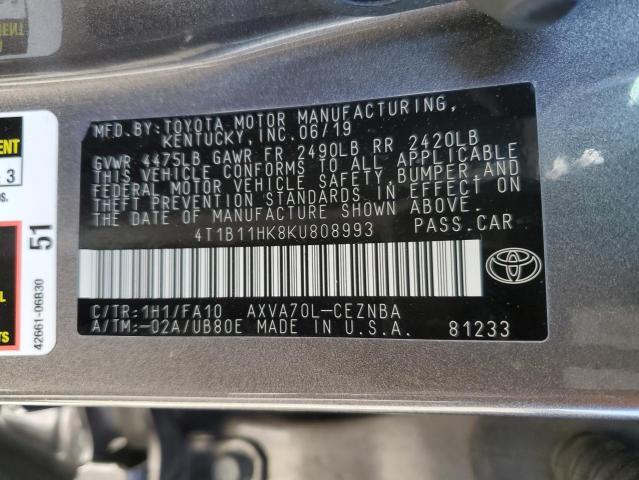 MFD.BY:TOYOTA MOTOR MANUFACTURING,
KENTUCKY, INC.06/19
GVWR 4475LB GAWR FR 2490LB RR 2420LB
THIS VEHICLE CONFORMS TO ALL APPLICABLE
FEDERAL MOTOR VEHICLE SAFETY, BUMPER, AND
THEFT PREVENTION STANDARDS IN EFFECT ON
THE DATE OF MANUFACTURE SHOWN ABOVE.
4T1B11HK8KU808993 PASS.CAR
C/TR:1H1/FA10 AXVA70L-CEZNBA
A/TM:-02A/UB80E MADE IN U.S.A. 81233
42661-06B30 51